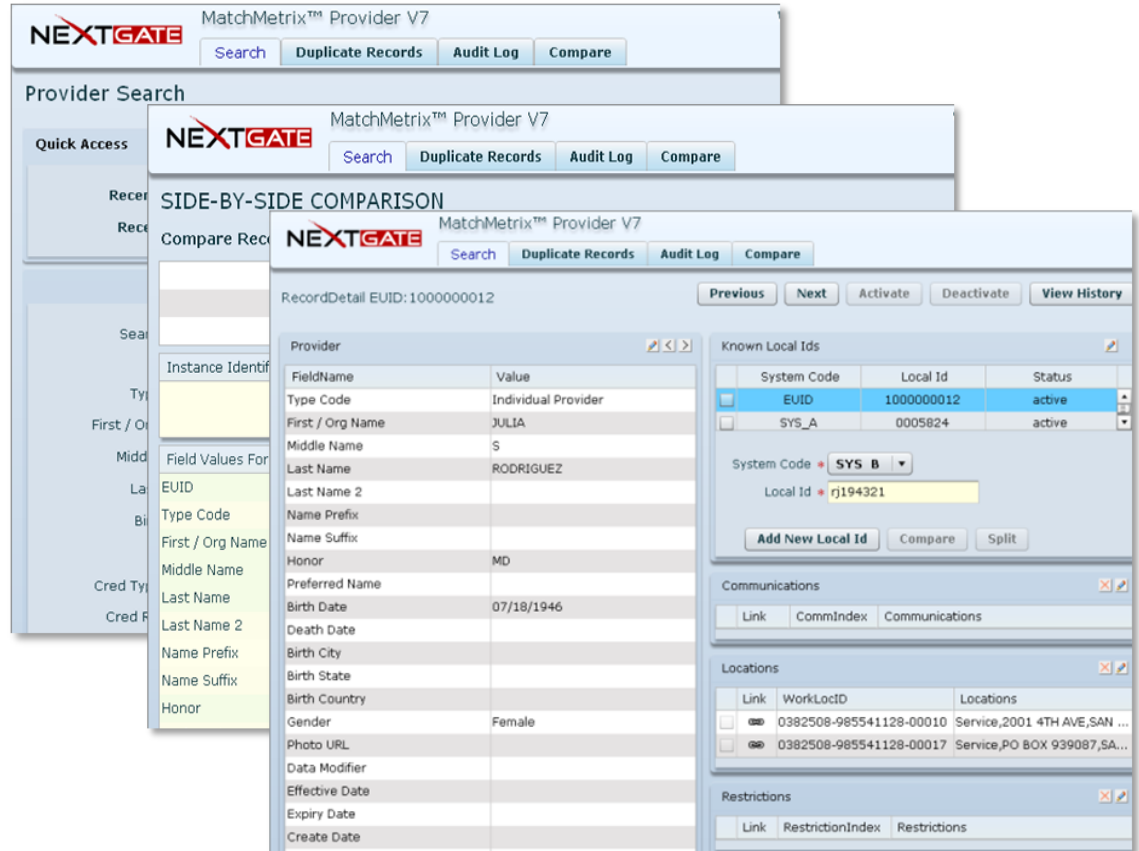 NEXTGATE
MatchMetrix™ Provider V7
Search Duplicate Records Audit Log Compare
Provider Search
Quick Access
First / 
Cred
Cred
NEXTGATE
MatchMetrix™ Provider V7
Search Duplicate Records Audit Log Compare
SIDE-BY-SIDE COMPARISON
Compare
Instance
Field Values For
EUID
Type Code
First / Org Name
Middle Name
Last Name
Last Name 2
Name Prefix
Name Suffix
Honor
NEXTGATE
MatchMetrix™ Provider V7
Search Duplicate Records Audit Log Compare
RecordDetail EUID:1000000012
Previous Next Activate Deactivate View History
Provider
FieldName Value
Type Code Individual Provider
First / Org Name JULIA
Middle Name S
Last Name RODRIGUEZ
Last Name 2
Name Prefix
Name Suffix
Honor MD
Preferred Name
Birth Date 07/18/1946
Death Date
Birth City
Birth State
Birth Country
Gender Female
Photo URL
Data Modifier
Effective Date
Expiry Date
Create Date
Known Local Ids
System Code Local Id Status
EUID 1000000012 active
SYS_A 0005824 active
System Code * SYS B
Local Id * rj194321
Add New Local Id Compare Split
Communications
Link CommIndex Communications
Locations
Link WorkLocID Locations
0382508-985541128-00010 Service,2001 4TH AVE,SAN ...
0382508-985541128-00017 Service,PO BOX 939087,SA...
Restrictions
Link RestrictionIndex Restrictions